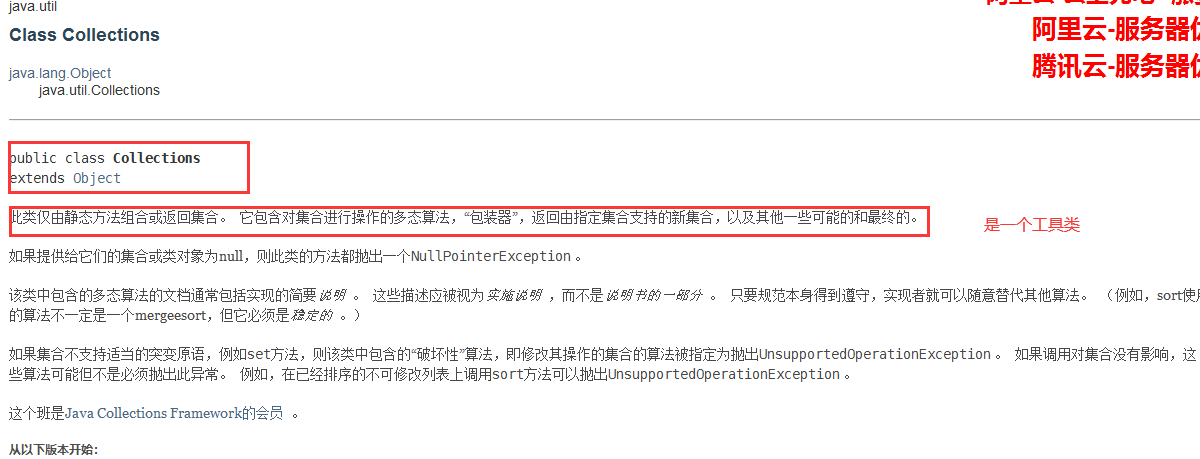 java.util
Class Collections
阿里云-服务器
腾讯云-服务器
java.lang.Object
java.util.Collections
public class Collections
extends Object
此类仅由静态方法组合或返回集合。 它包含对集合进行操作的多态算法，“包装器”，返回由指定集合支持的新集合，以及其他一些可能的和最终的。
是一个工具类
如果提供给它们的集合或类对象为null，则此类的方法都抛出一个NullPointerException 。
该类中包含的多态算法的文档通常包括实现的简要说明 。 这些描述应被视为实施说明 ，而不是说明书的一部分 。 只要规范本身得到遵守，实现者就可以随意替代其他算法。 （例如，sort使用
的算法不一定是一个mergeesort，但它必须是稳定的 。）
如果集合不支持适当的突变原语，例如set方法，则该类中包含的“破坏性”算法，即修改其操作的集合的算法被指定为抛出UnsupportedOperationException 。 如果调用对集合没有影响，这
些算法可能但不是必须抛出此异常。 例如，在已经排序的不可修改列表上调用sort方法可以抛出UnsupportedOperationException 。
这个班是Java Collections Framework的会员 。
从以下版本开始：